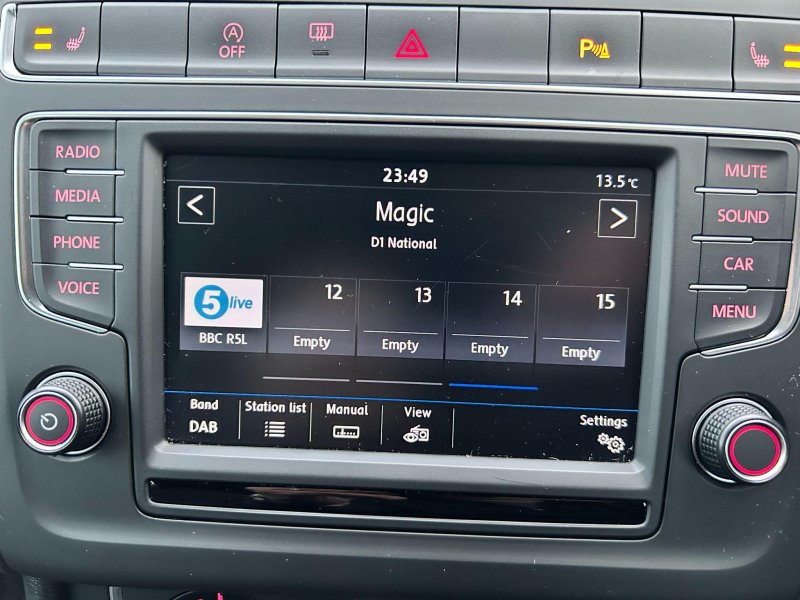 OFF
P
RADIO
MEDIA
PHONE
VOICE
23:49
13.5°C
<
Magic
>
D1 National
5 live
BBC R5L
12
Empty
13
Empty
14
Empty
15
Empty
Band
DAB
Station list
Manual
View
Settings
MUTE
SOUND
CAR
MENU